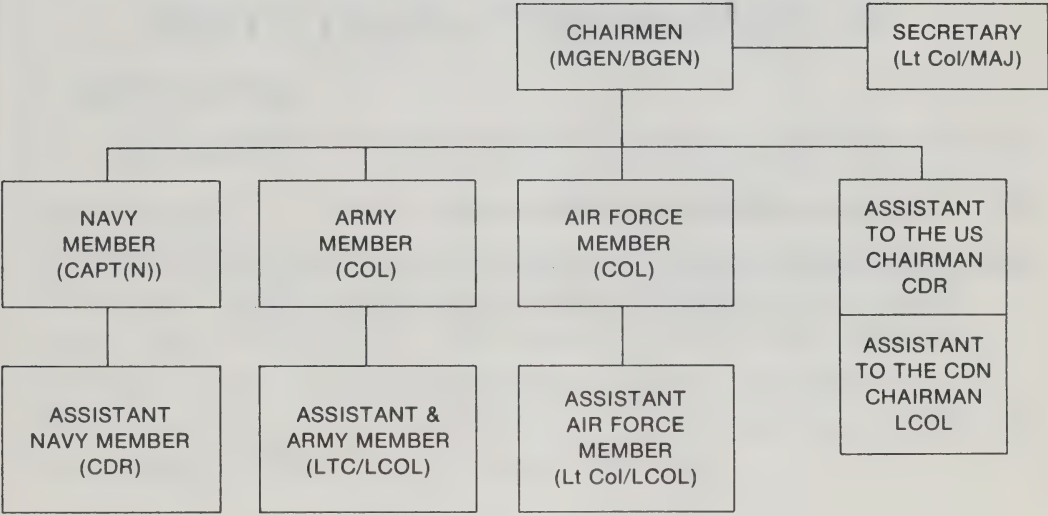 CHAIRMEN
(MGEN/BGEN)
SECRETARY
(Lt Col/MAJ)
NAVY
MEMBER
(CAPT(N))
ARMY
MEMBER
(COL)
AIR FORCE
MEMBER
(COL)
ASSISTANT
TO THE US
CHAIRMAN
CDR
ASSISTANT
TO THE CDN
CHAIRMAN
LCOL
ASSISTANT
NAVY MEMBER
(CDR)
ASSISTANT &
ARMY MEMBER
(LTC/LCOL)
ASSISTANT
AIR FORCE
MEMBER
(Lt Col/LCOL)